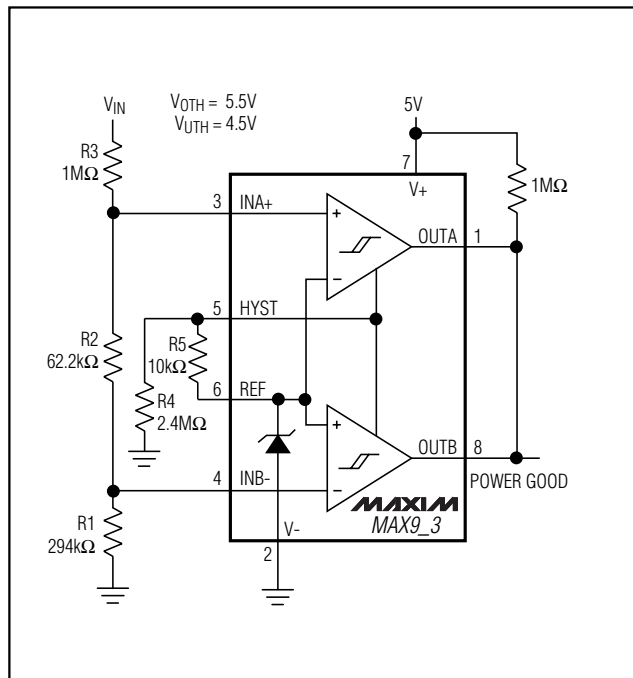 VIN
VOTH = 5.5V
VUTH = 4.5V
5V
R3
1MΩ
7
V+
1MΩ
3
INA+
+
OUTA
1
−
5
HYST
R5
10kΩ
R2
62.2kΩ
6
REF
R4
2.4MΩ
+
OUTB
8
POWER GOOD
4
INB-
−
MAXIM
MAX9_3
R1
294kΩ
V-
2